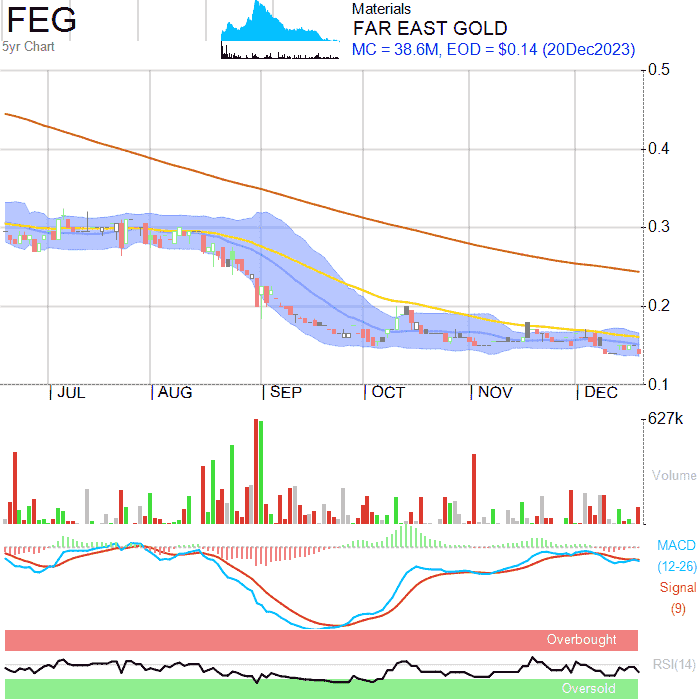 FEG
5yr Chart
Materials
FAR EAST GOLD
MC = 38.6M, EOD = $0.14 (20Dec2023)
0.5
0.4
0.3
0.2
0.1
JUL AUG SEP OCT NOV DEC
627k
Volume
MACD
(12-26)
Signal
(9)
Overbought
RSI(14)
Oversold